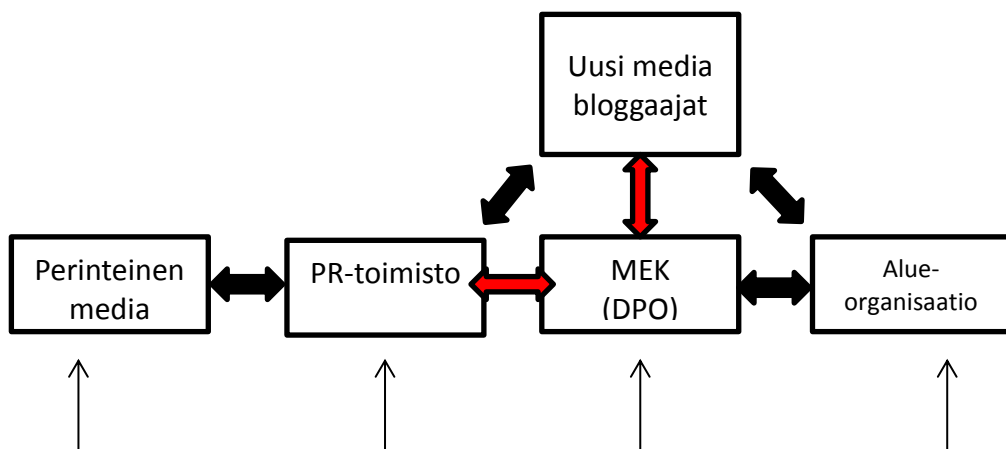 Uusi media
bloggaajat
Perinteinen
media
PR-toimisto
MEK
(DPO)
Alue-
organisaatio